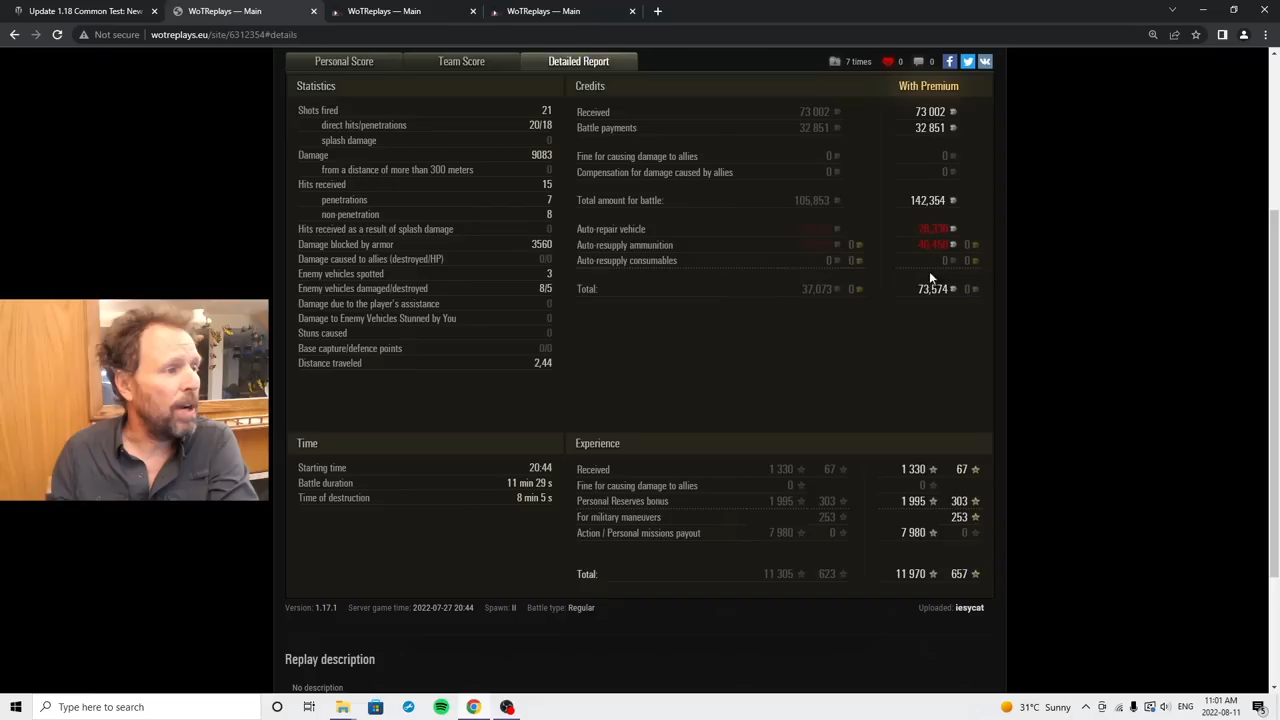 Update 1.18 Common Test: New
WoTReplays — Main
WoTReplays — Main
WoTReplays — Main
Not secure
wotreplays.eu/site/6312354#details
Personal Score
Team Score
Detailed Report
7 times
0
0
Statistics
Credits
With Premium
Shots fired 21
direct hits/penetrations 20/18
splash damage 0
Damage 9083
from a distance of more than 300 meters 0
Hits received 15
penetrations 7
non-penetration 8
Hits received as a result of splash damage 0
Damage blocked by armor 3560
Damage caused to allies (destroyed/HP) 0/0
Enemy vehicles spotted 3
Enemy vehicles damaged/destroyed 8/5
Damage due to the player's assistance 0
Damage to Enemy Vehicles Stunned by You 0
Stuns caused 0
Base capture/defence points 0/0
Distance traveled 2,44
Received 73 002 73 002
Battle payments 32 851 32 851
Fine for causing damage to allies 0 0
Compensation for damage caused by allies 0 0
Total amount for battle: 105,853 142,354
Auto-repair vehicle
Auto-resupply ammunition 0 0
Auto-resupply consumables 0 0 0 0
Total: 37,073 0 73,574 0
Time
Starting time 20:44
Battle duration 11 min 29 s
Time of destruction 8 min 5 s
Experience
Received 1 330 67 1 330 67
Fine for causing damage to allies 0 0
Personal Reserves bonus 1 995 303 1 995 303
For military maneuvers 253 253
Action / Personal missions payout 7 980 0 7 980 0
Total: 11 305 623 11 970 657
Version: 1.17.1 Server game time: 2022-07-27 20:44 Spawn: II Battle type: Regular
Uploaded: iesycat
Replay description
No description
Type here to search
31°C Sunny
ENG
11:01 AM
2022-08-11